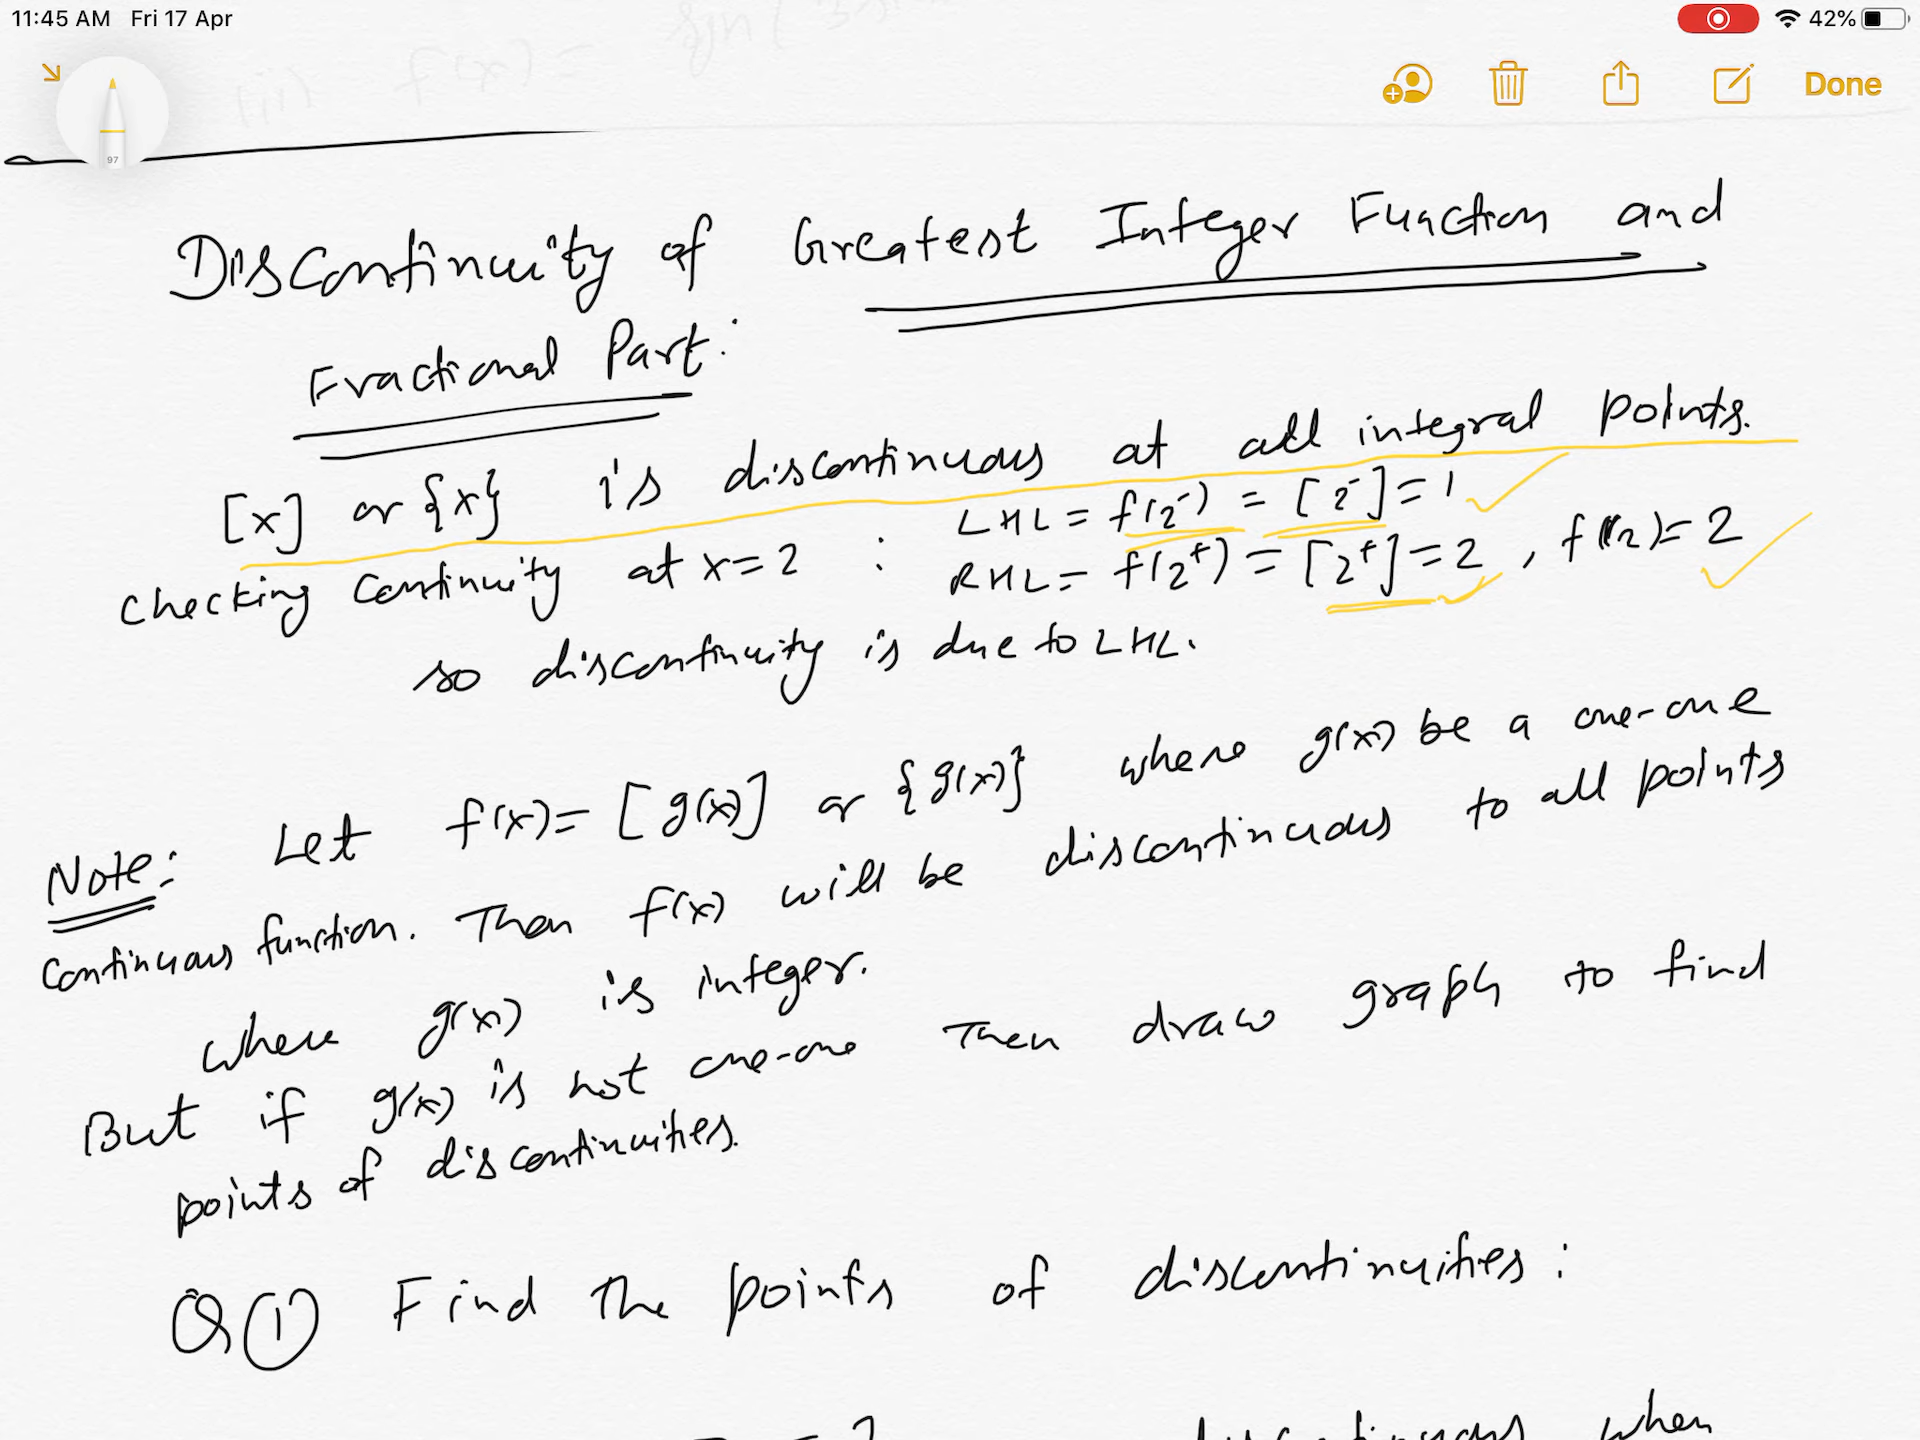 11:45 AM Fri 17 Apr
42%
f(x) =
Done
97
Discontinuity of Greatest Integer Function and
Fractional Part:
[x] or {x} is discontinuous at all integral points.
checking continuity at x=2 : LHL = f(2⁻) = [2⁻] = 1
RHL = f(2⁺) = [2⁺] = 2 , f(2) = 2
so discontinuity is due to LHL.
Note: Let f(x) = [g(x)] or {g(x)} where g(x) be a one-one
continuous function. Then f(x) will be discontinuous to all points
where g(x) is integer.
But if g(x) is not one-one Then draw graph to find
points of discontinuities.
Q(1) Find the points of discontinuities :
when